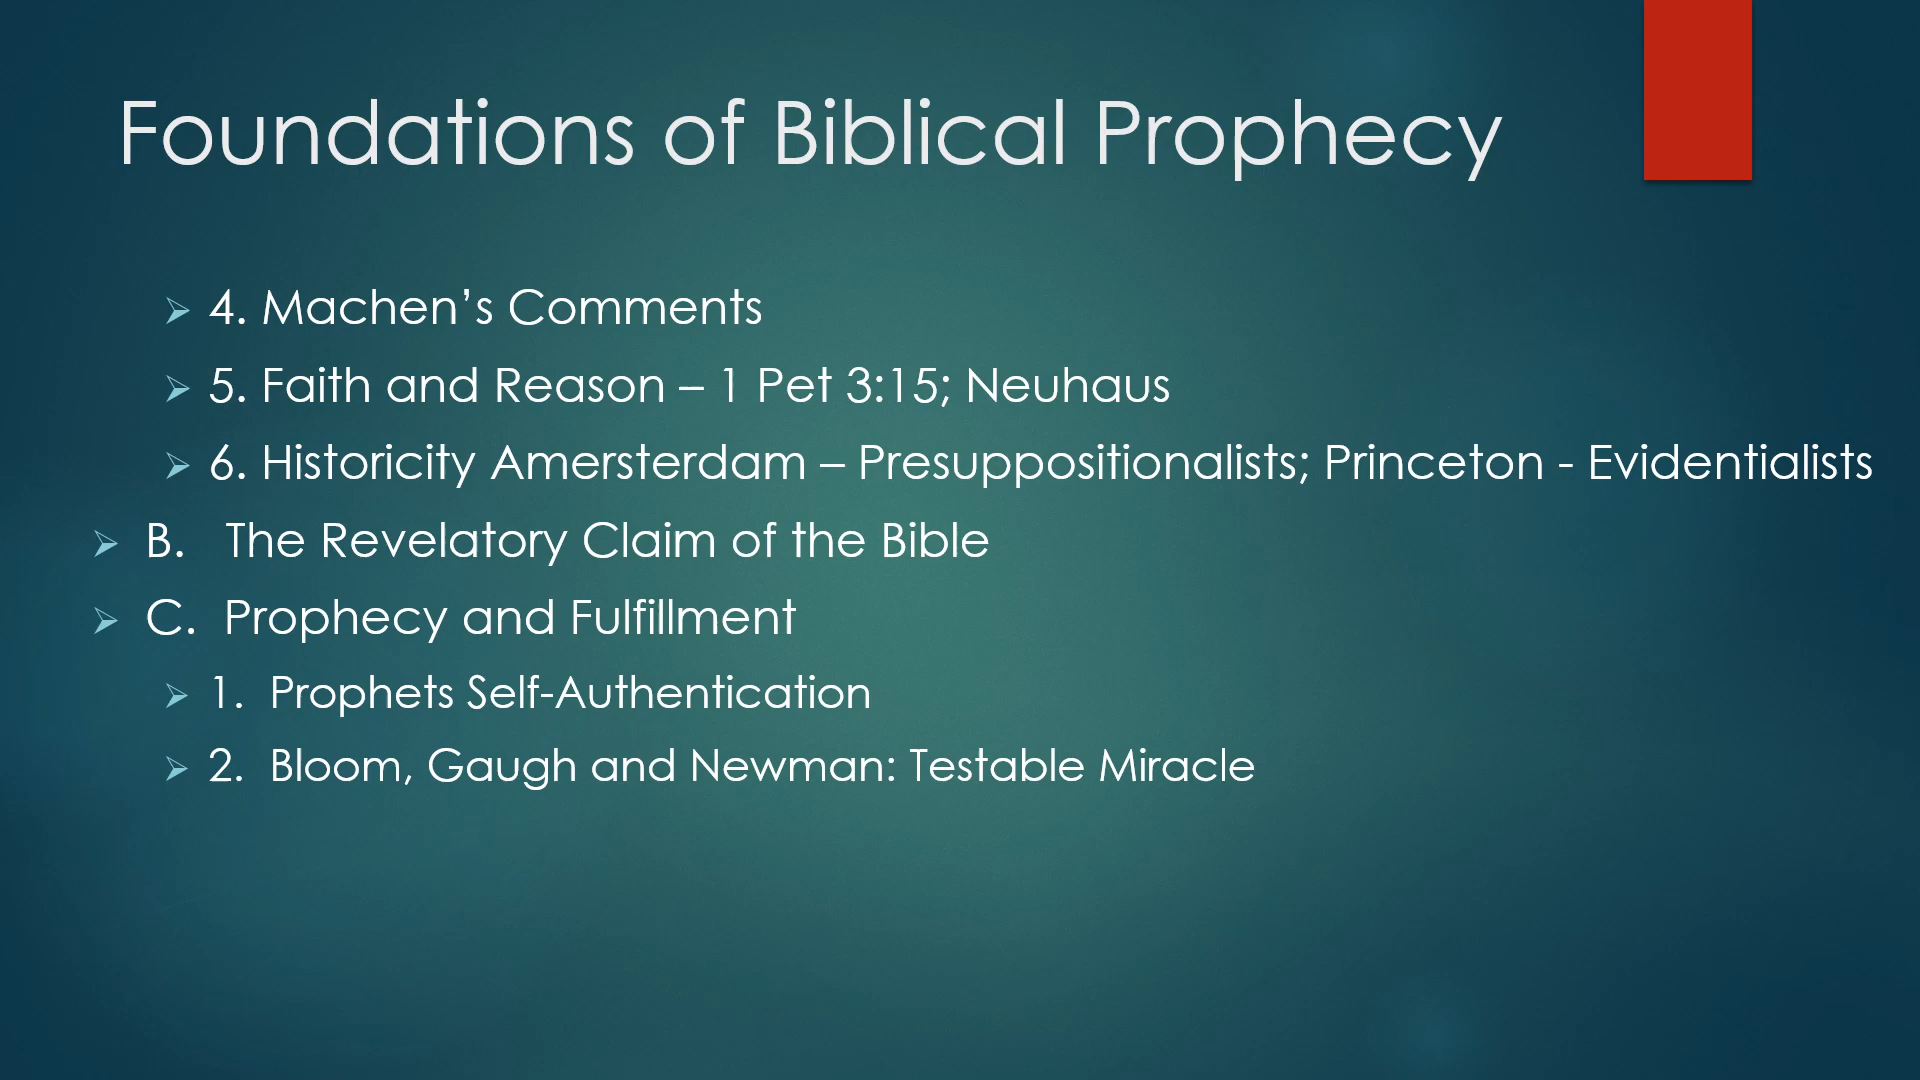 Foundations of Biblical Prophecy
4. Machen’s Comments
5. Faith and Reason – 1 Pet 3:15; Neuhaus
6. Historicity Amersterdam – Presuppositionalists; Princeton - Evidentialists
B. The Revelatory Claim of the Bible
C. Prophecy and Fulfillment
1. Prophets Self-Authentication
2. Bloom, Gaugh and Newman: Testable Miracle